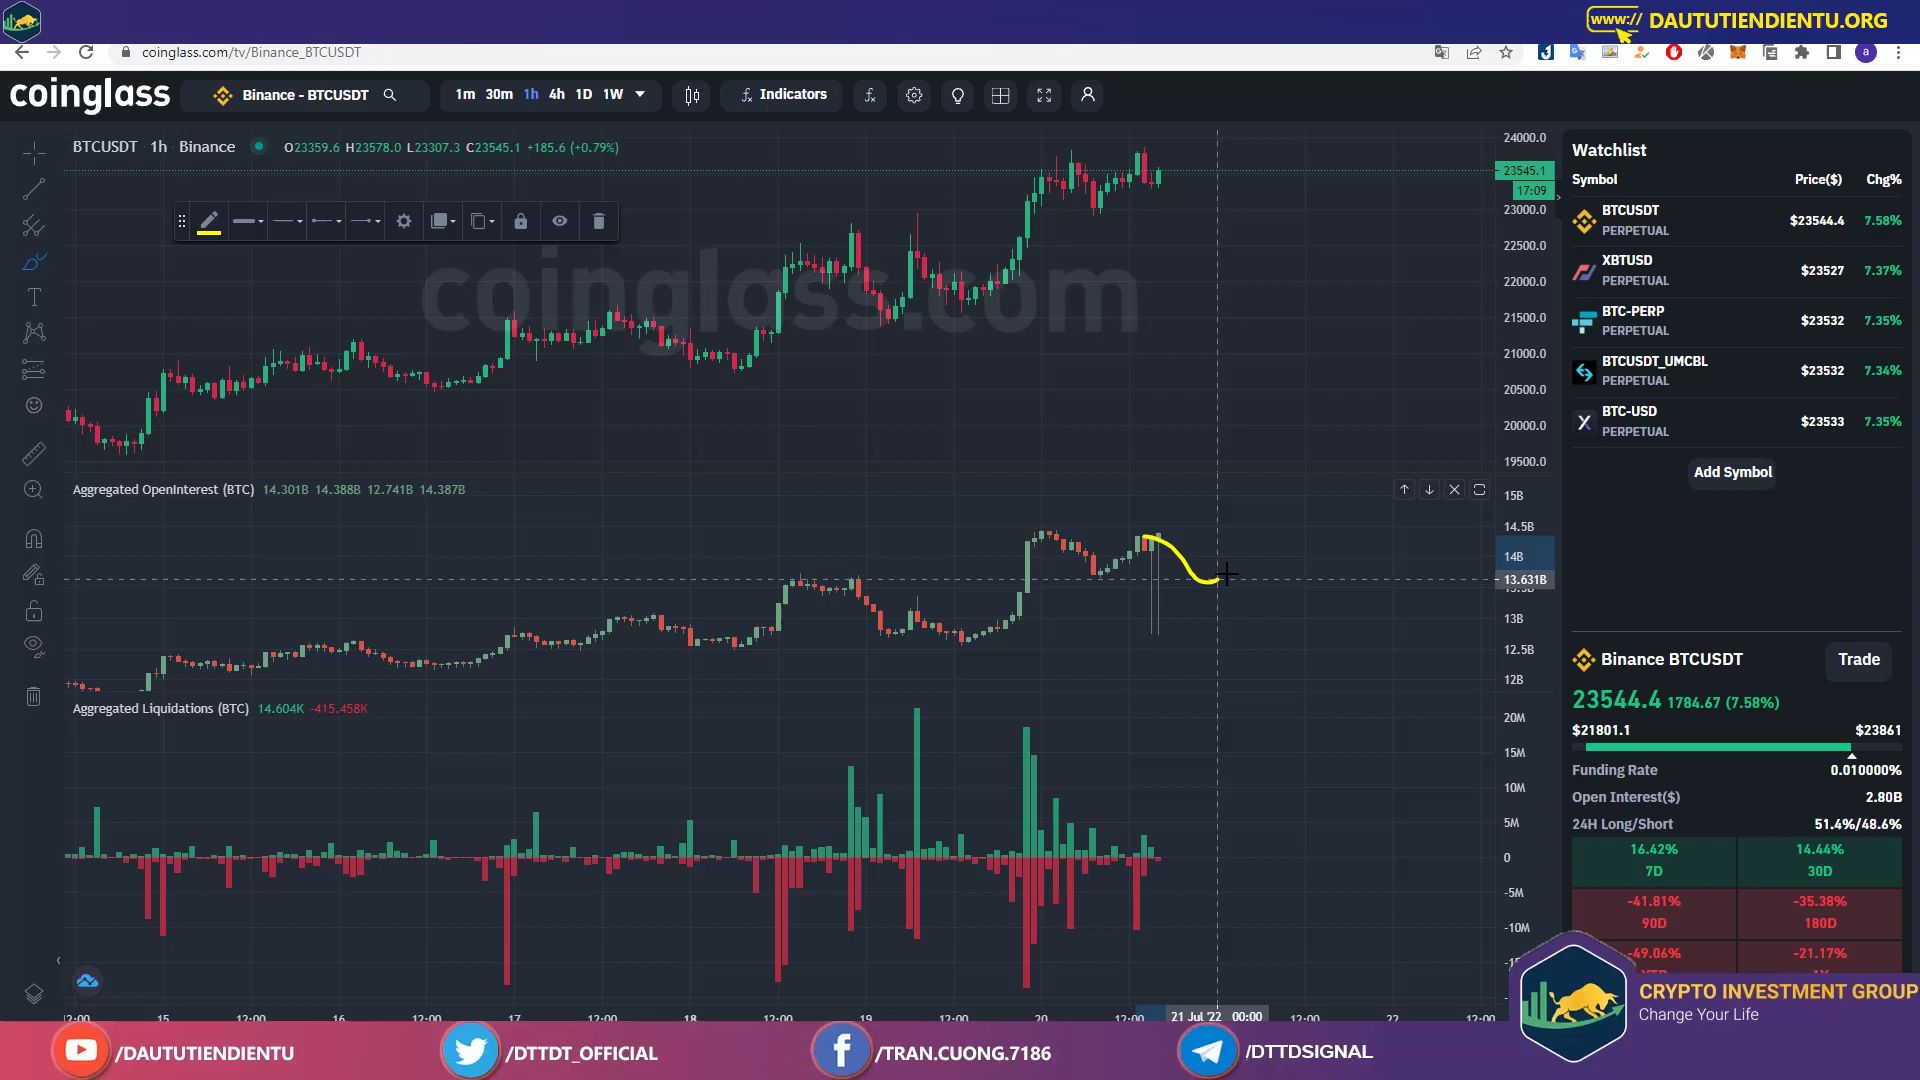 www:// DAUTUTIENDIENTU.ORG
coinglass.com/tv/Binance_BTCUSDT
a
coinglass
Binance - BTCUSDT
1m 30m 1h 4h 1D 1W
Indicators
BTCUSDT · 1h · Binance
O23359.6 H23578.0 L23307.3 C23545.1 +185.6 (+0.79%)
coinglass.com
24000.0
23545.1
17:09
23000.0
22500.0
22000.0
21500.0
21000.0
20500.0
20000.0
19500.0
Aggregated OpenInterest (BTC) 14.301B 14.388B 12.741B 14.387B
15B
14.5B
14B
13.631B
13B
12.5B
12B
Aggregated Liquidations (BTC) 14.604K -415.458K
20M
15M
10M
5M
0
-5M
-10M
15 12:00 16 12:00 17 12:00 18 12:00 19 12:00 20 12:00 21 Jul '22 00:00 12:00 22 12:00
Watchlist
Symbol Price($) Chg%
BTCUSDT
PERPETUAL
$23544.4 7.58%
XBTUSD
PERPETUAL
$23527 7.37%
BTC-PERP
PERPETUAL
$23532 7.35%
BTCUSDT_UMCBL
PERPETUAL
$23532 7.34%
BTC-USD
PERPETUAL
$23533 7.35%
Add Symbol
Binance BTCUSDT
Trade
23544.4 1784.67 (7.58%)
$21801.1 $23861
Funding Rate 0.010000%
Open Interest($) 2.80B
24H Long/Short 51.4%/48.6%
16.42% 14.44%
7D 30D
-41.81% -35.38%
90D 180D
-49.06% -21.17%
CRYPTO INVESTMENT GROUP
Change Your Life
/DAUTUTIENDIENTU
/DTTDT_OFFICIAL
/TRAN.CUONG.7186
/DTTDSIGNAL